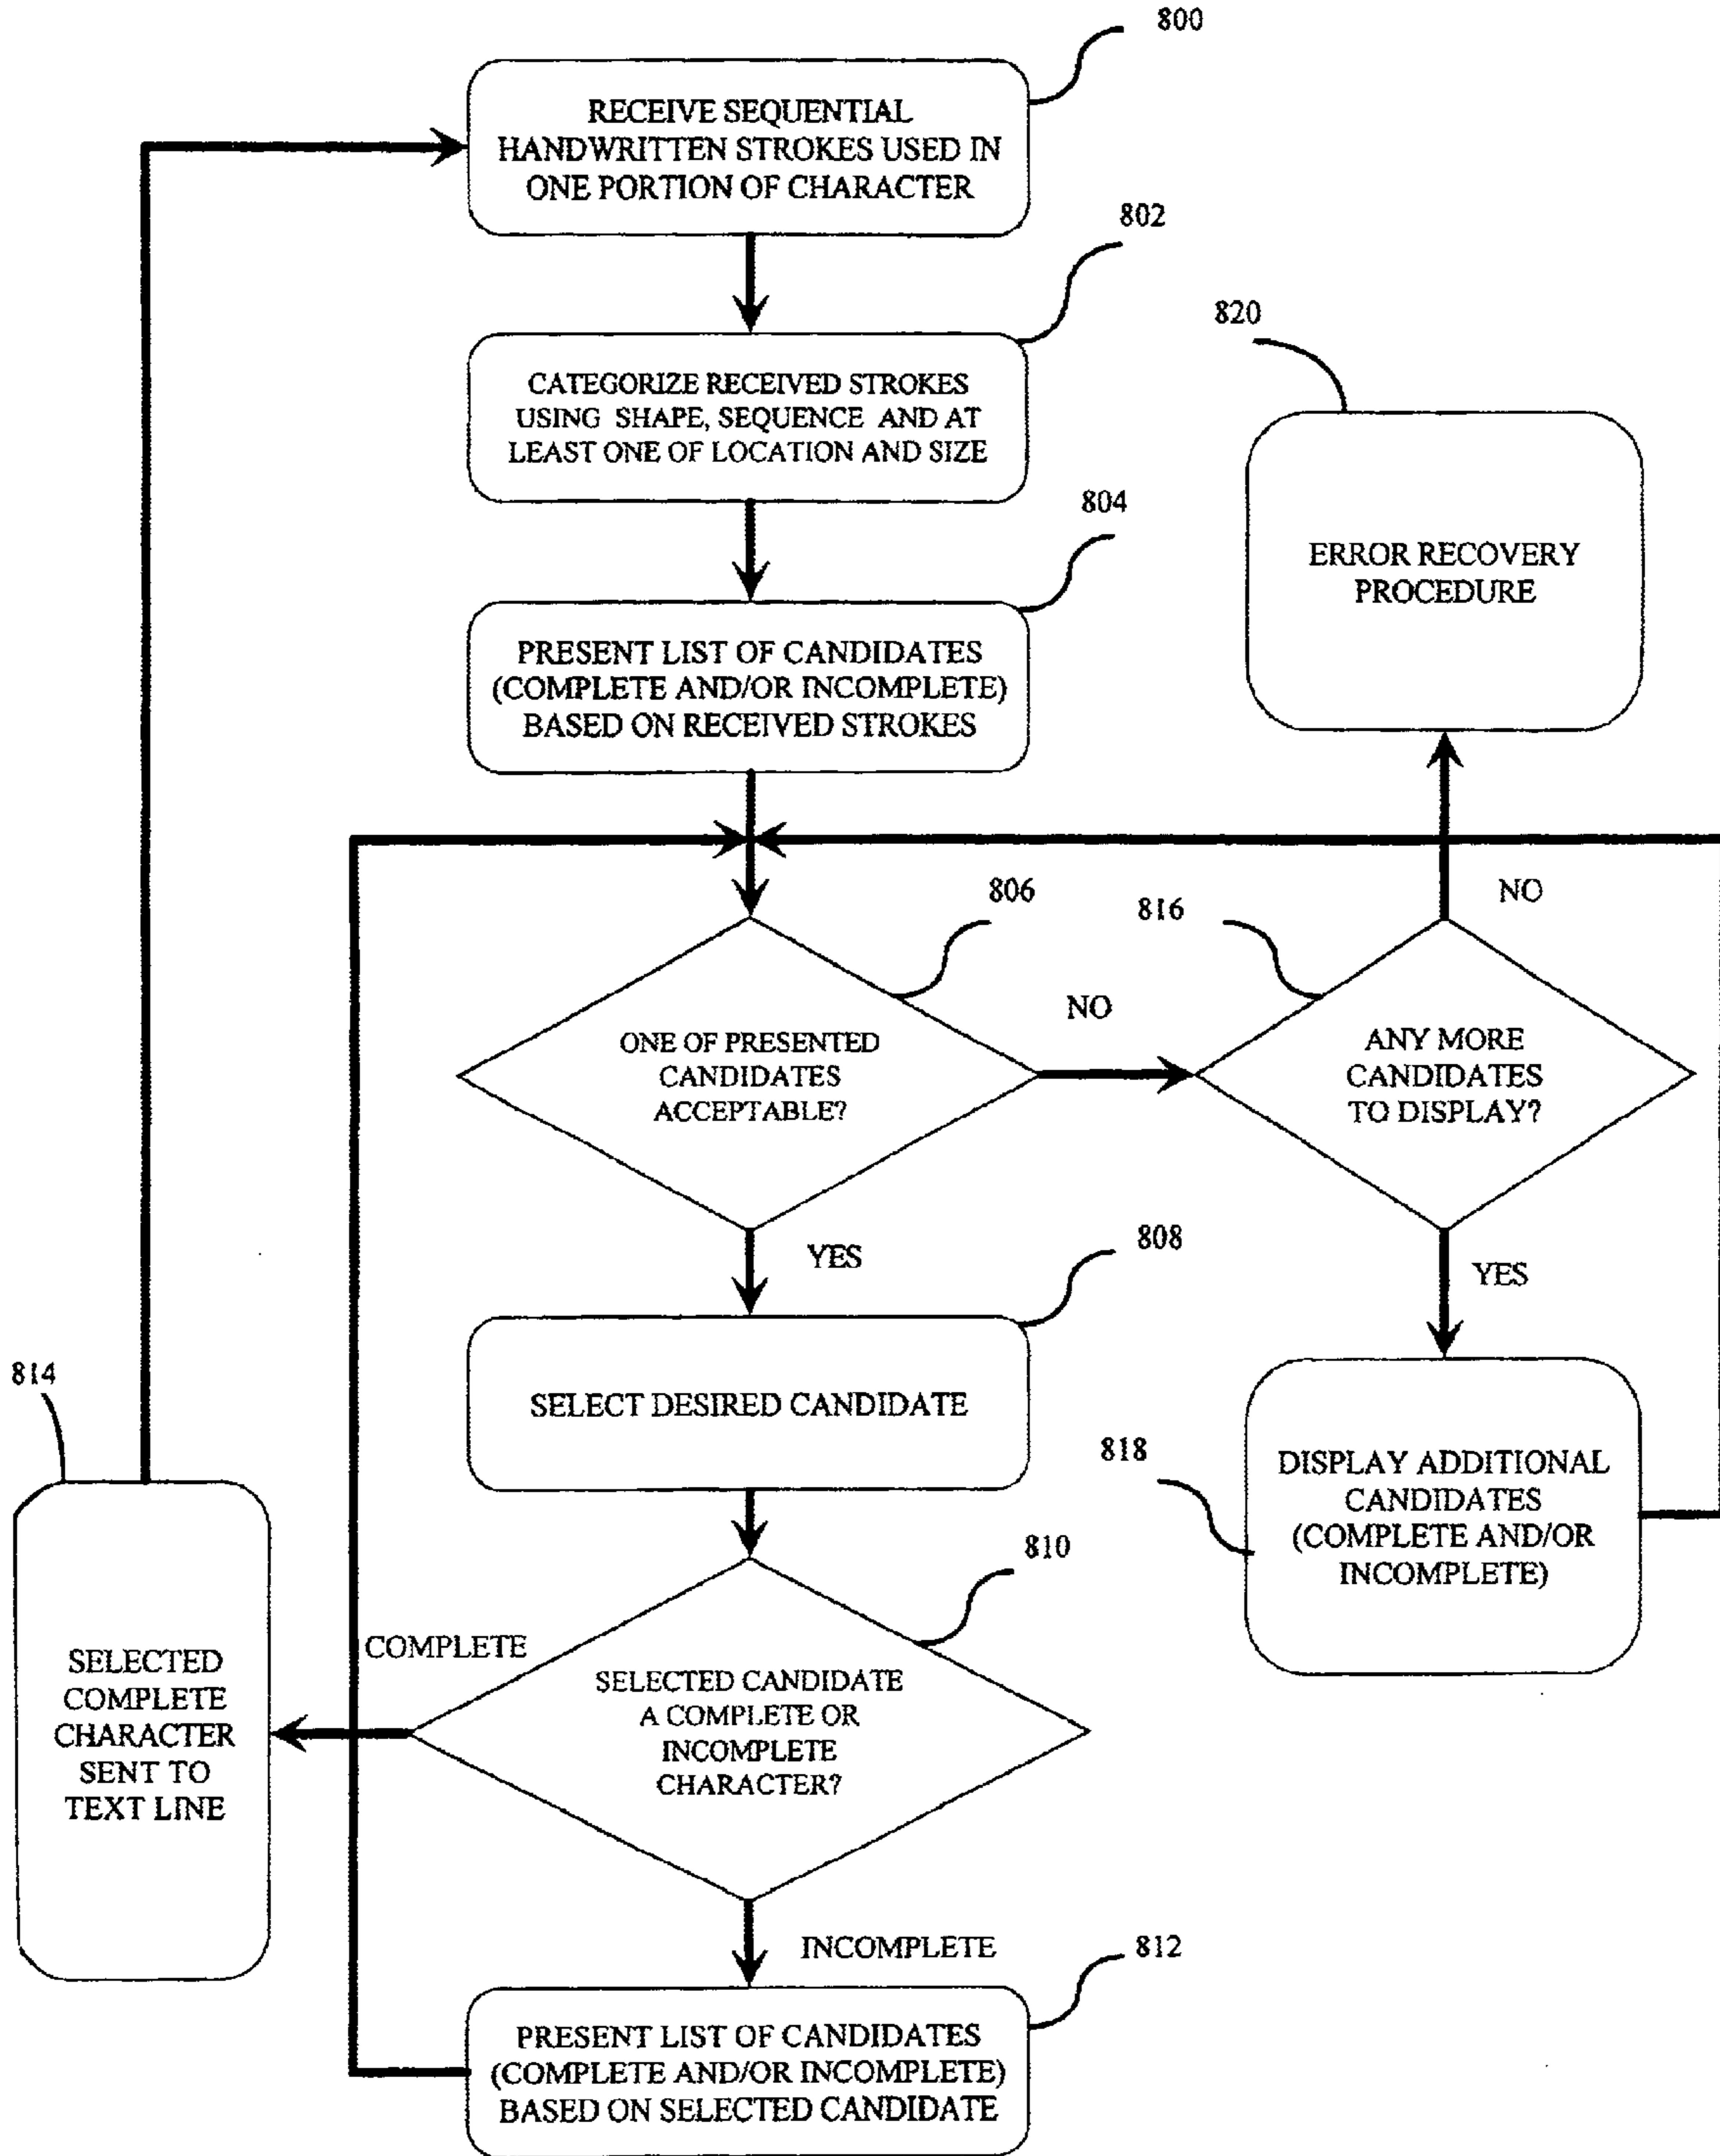 800
RECEIVE SEQUENTIAL
HANDWRITTEN STROKES USED IN
ONE PORTION OF CHARACTER
802
CATEGORIZE RECEIVED STROKES
USING SHAPE, SEQUENCE AND AT
LEAST ONE OF LOCATION AND SIZE
804
PRESENT LIST OF CANDIDATES
(COMPLETE AND/OR INCOMPLETE)
BASED ON RECEIVED STROKES
820
ERROR RECOVERY
PROCEDURE
806
ONE OF PRESENTED
CANDIDATES
ACCEPTABLE?
NO
816
ANY MORE
CANDIDATES
TO DISPLAY?
NO
YES
808
SELECT DESIRED CANDIDATE
YES
818
DISPLAY ADDITIONAL
CANDIDATES
(COMPLETE AND/OR
INCOMPLETE)
810
SELECTED CANDIDATE
A COMPLETE OR
INCOMPLETE
CHARACTER?
COMPLETE
814
SELECTED
COMPLETE
CHARACTER
SENT TO
TEXT LINE
INCOMPLETE
812
PRESENT LIST OF CANDIDATES
(COMPLETE AND/OR INCOMPLETE)
BASED ON SELECTED CANDIDATE